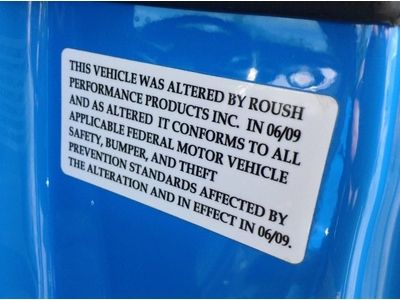 THIS VEHICLE WAS ALTERED BY ROUSH
PERFORMANCE PRODUCTS INC. IN 06/09
AND AS ALTERED IT CONFORMS TO ALL
APPLICABLE FEDERAL MOTOR VEHICLE
SAFETY, BUMPER, AND THEFT
PREVENTION STANDARDS AFFECTED BY
THE ALTERATION AND IN EFFECT IN 06/09.